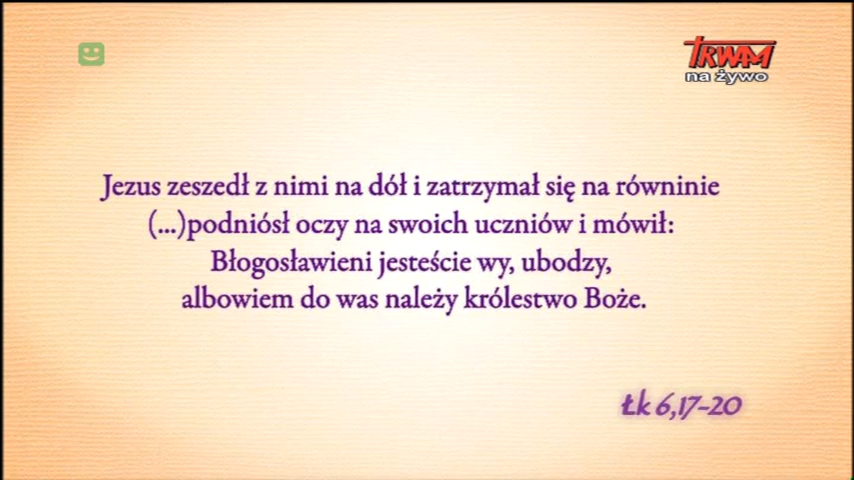 TRWAM
na żywo
Jezus zeszedł z nimi na dół i zatrzymał się na równinie
(...)podniósł oczy na swoich uczniów i mówił:
Błogosławieni jesteście wy, ubodzy,
albowiem do was należy królestwo Boże.
Łk 6,17-20